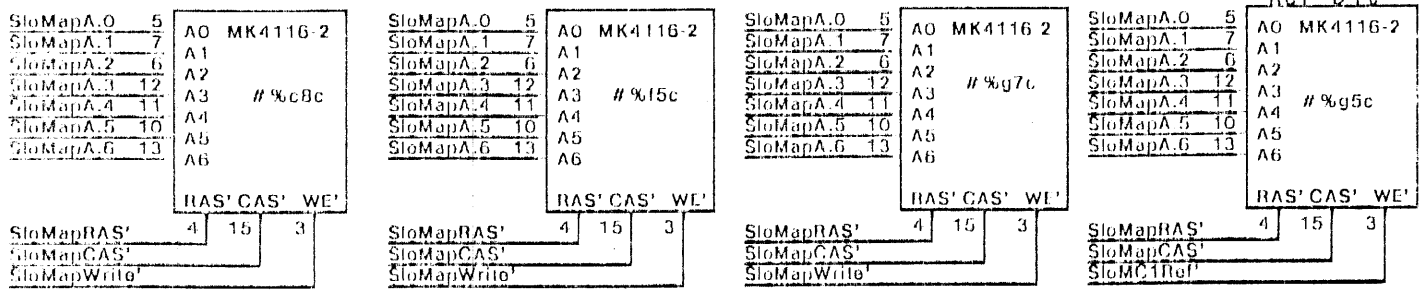 SloMapA.0 5
SloMapA.1 7
SloMapA.2 6
SloMapA.3 12
SloMapA.4 11
SloMapA.5 10
SloMapA.6 13
A0 MK4116-2
A1
A2
A3 #%c8c
A4
A5
A6
RAS' CAS' WE'
4 15 3
SloMapRAS'
SloMapCAS'
SloMapWrite'
SloMapA.0 5
SloMapA.1 7
SloMapA.2 6
SloMapA.3 12
SloMapA.4 11
SloMapA.5 10
SloMapA.6 13
A0 MK4116-2
A1
A2
A3 #%f5c
A4
A5
A6
RAS' CAS' WE'
4 15 3
SloMapRAS'
SloMapCAS'
SloMapWrite'
SloMapA.0 5
SloMapA.1 7
SloMapA.2 6
SloMapA.3 12
SloMapA.4 11
SloMapA.5 10
SloMapA.6 13
A0 MK4116 2
A1
A2
A3 #%g7c
A4
A5
A6
RAS' CAS' WE'
4 15 3
SloMapRAS'
SloMapCAS'
SloMapWrite'
SloMapA.0 5
SloMapA.1 7
SloMapA.2 6
SloMapA.3 12
SloMapA.4 11
SloMapA.5 10
SloMapA.6 13
A0 MK4116-2
A1
A2
A3 #%g5c
A4
A5
A6
RAS' CAS' WE'
4 15 3
SloMapRAS'
SloMapCAS'
SloMC1Ref'